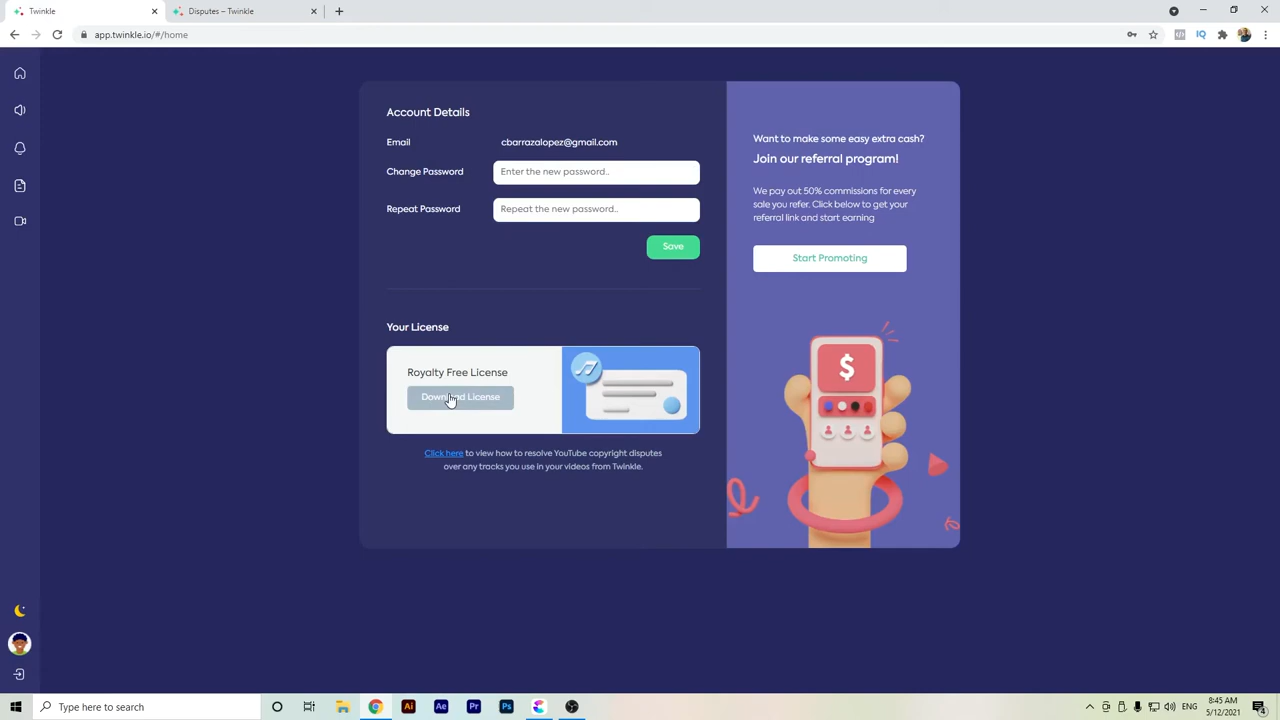 Twinkle
Disputes – Twinkle
app.twinkle.io/#/home
IQ
Account Details
Email
cbarrazalopez@gmail.com
Change Password
Enter the new password..
Repeat Password
Repeat the new password..
Save
Your License
Royalty Free License
Download License
Click here to view how to resolve YouTube copyright disputes
over any tracks you use in your videos from Twinkle.
Want to make some easy extra cash?
Join our referral program!
We pay out 50% commissions for every
sale you refer. Click below to get your
referral link and start earning
Start Promoting
$
Type here to search
Ai
Ae
Pr
Ps
ENG
8:45 AM
5/12/2021